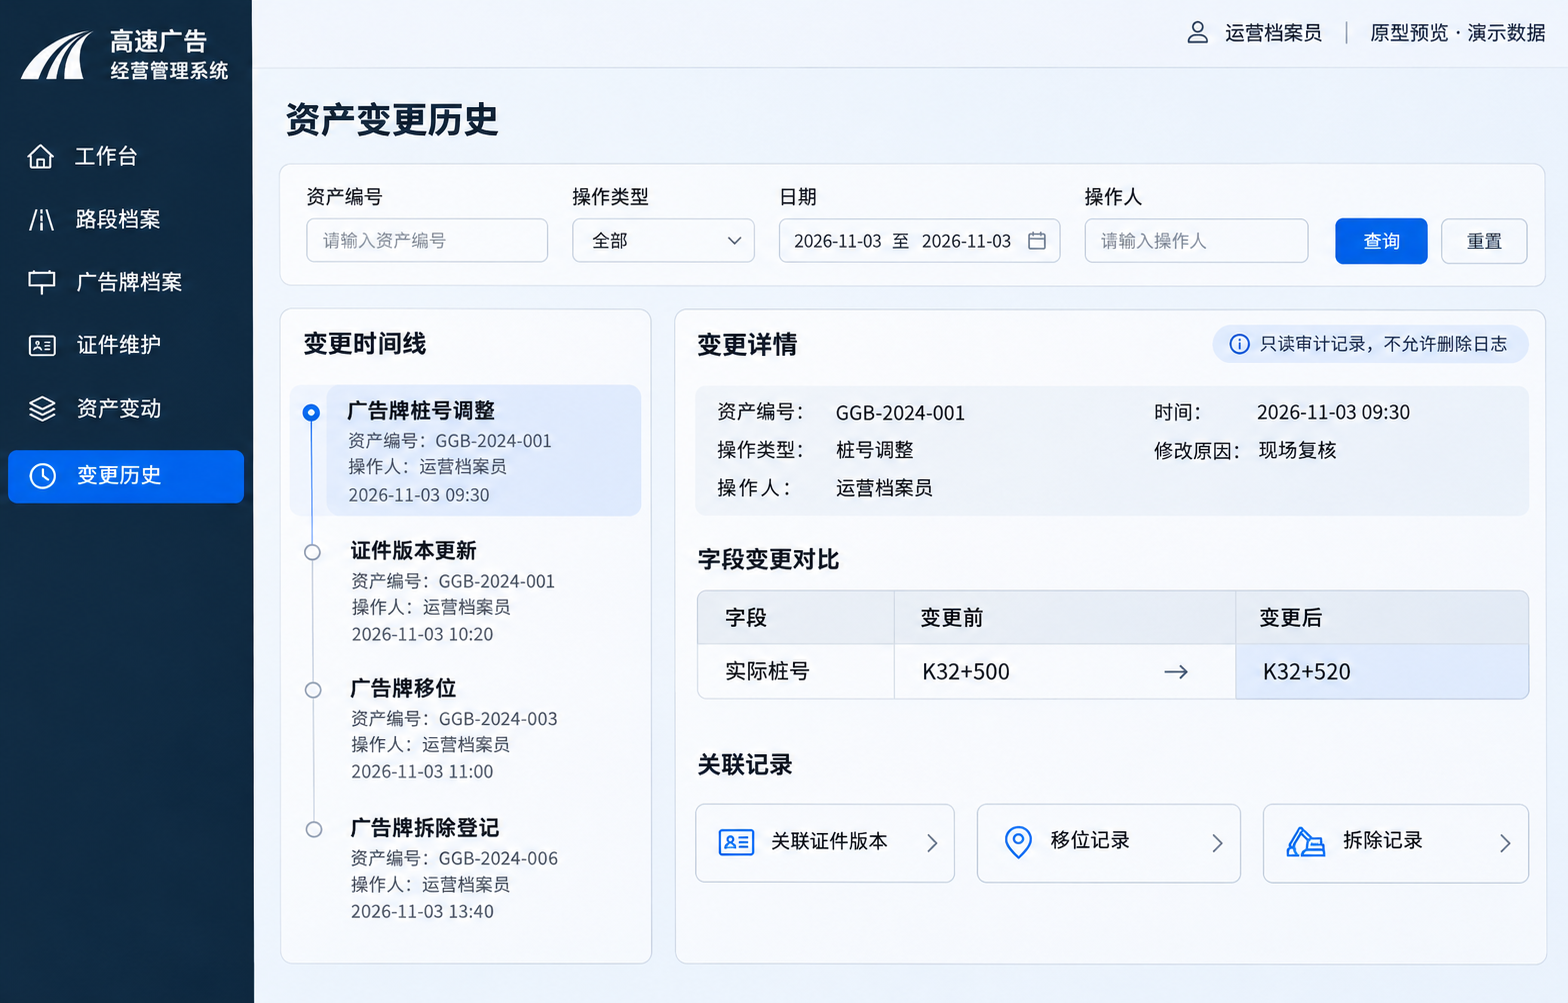 高速广告
经营管理系统
工作台
路段档案
广告牌档案
证件维护
资产变动
变更历史
运营档案员
原型预览 · 演示数据
资产变更历史
资产编号
请输入资产编号
操作类型
全部
日期
2026-11-03 至 2026-11-03
操作人
请输入操作人
查询
重置
变更时间线
广告牌桩号调整
资产编号：GGB-2024-001
操作人：运营档案员
2026-11-03 09:30
证件版本更新
资产编号：GGB-2024-001
操作人：运营档案员
2026-11-03 10:20
广告牌移位
资产编号：GGB-2024-003
操作人：运营档案员
2026-11-03 11:00
广告牌拆除登记
资产编号：GGB-2024-006
操作人：运营档案员
2026-11-03 13:40
变更详情
只读审计记录，不允许删除日志
资产编号： GGB-2024-001
时间： 2026-11-03 09:30
操作类型： 桩号调整
修改原因： 现场复核
操作人： 运营档案员
字段变更对比
字段 变更前 变更后
实际桩号 K32+500 → K32+520
关联记录
关联证件版本
移位记录
拆除记录